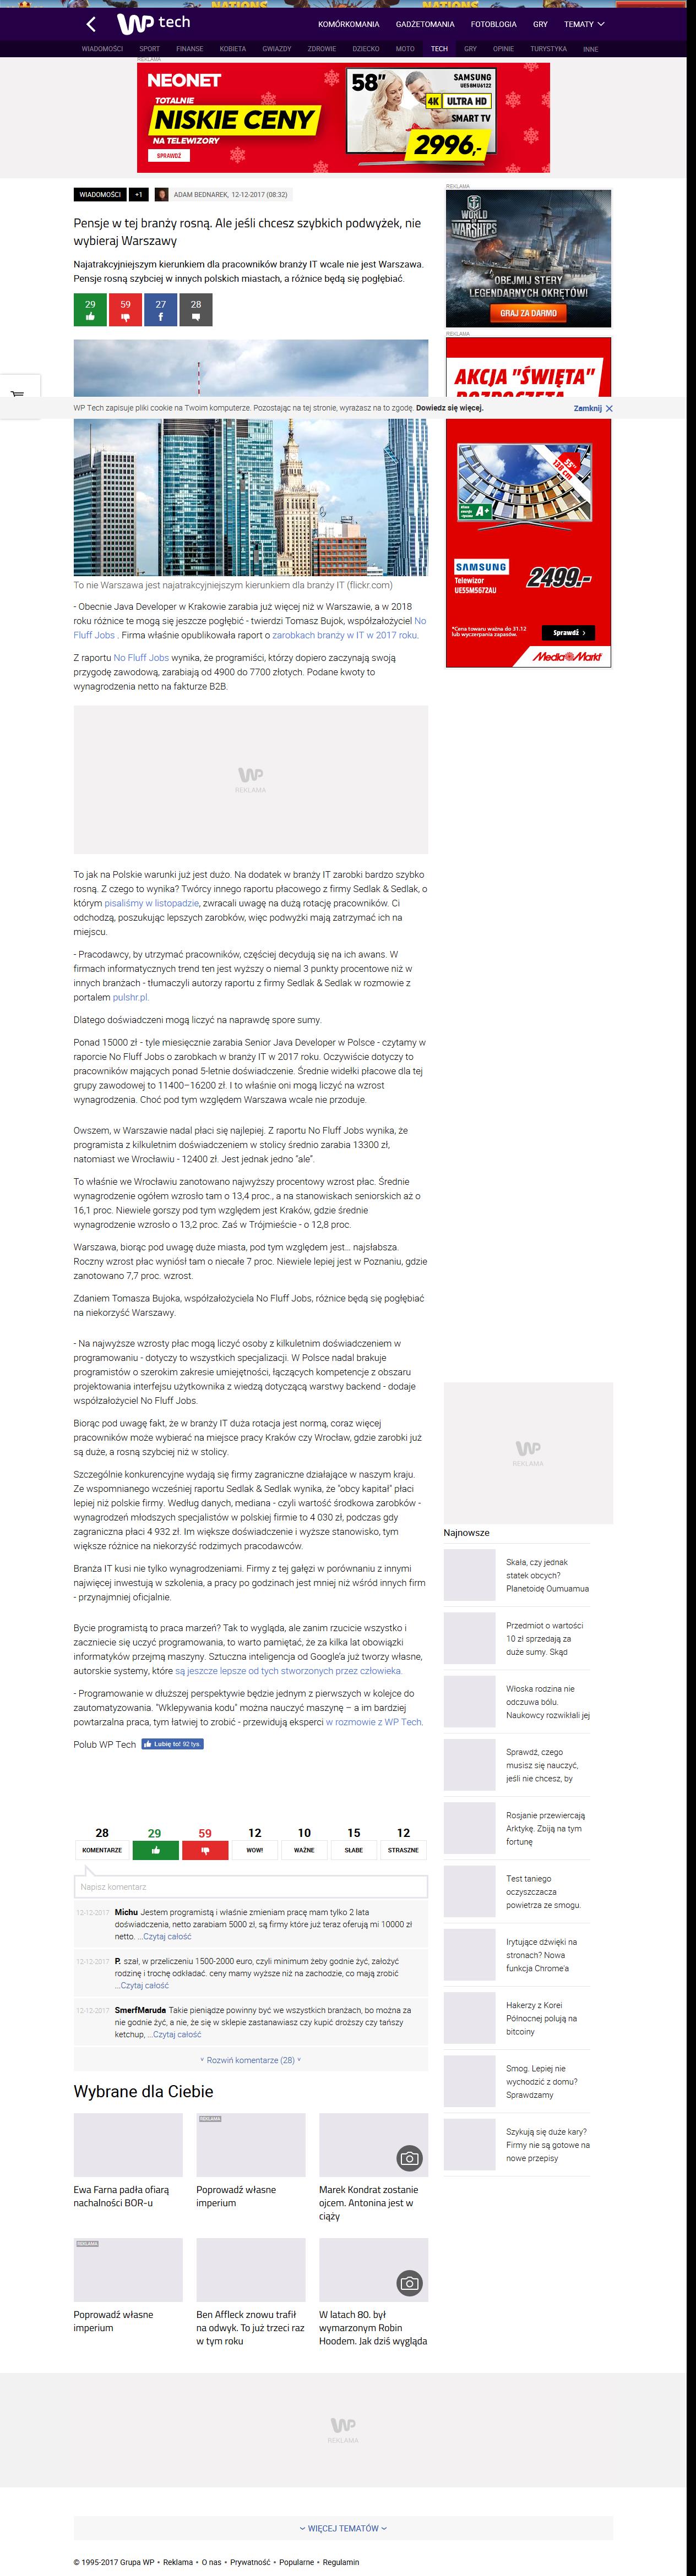 NATIONS
NATIONS
WP tech
KOMÓRKOMANIA GADŻETOMANIA FOTOBLOGIA GRY TEMATY
WIADOMOŚCI SPORT FINANSE KOBIETA GWIAZDY ZDROWIE DZIECKO MOTO TECH GRY OPINIE TURYSTYKA INNE
REKLAMA
NEONET
TOTALNIE
NISKIE CENY
NA TELEWIZORY
SPRAWDŹ
58"
SAMSUNG
UE58MU6122
4K ULTRA HD
SMART TV
2996,-
WIADOMOŚCI +1 ADAM BEDNAREK, 12-12-2017 (08:32)
Pensje w tej branży rosną. Ale jeśli chcesz szybkich podwyżek, nie
wybieraj Warszawy
Najatrakcyjniejszym kierunkiem dla pracowników branży IT wcale nie jest Warszawa.
Pensje rosną szybciej w innych polskich miastach, a różnice będą się pogłębiać.
29 59 27 28
REKLAMA
WORLD OF WARSHIPS
OBEJMIJ STERY
LEGENDARNYCH OKRĘTÓW!
GRAJ ZA DARMO
REKLAMA
AKCJA "ŚWIĘTA"
ROZPOCZĘTA
WP Tech zapisuje pliki cookie na Twoim komputerze. Pozostając na tej stronie, wyrażasz na to zgodę. Dowiedz się więcej. Zamknij
55"
A+
SAMSUNG
Telewizor
UE55M5672AU
2499.-
*Cena towaru ważna do 31.12
lub wyczerpania zapasów.
Sprawdź >
Media Markt
To nie Warszawa jest najatrakcyjniejszym kierunkiem dla branży IT (flickr.com)
- Obecnie Java Developer w Krakowie zarabia już więcej niż w Warszawie, a w 2018
roku różnice te mogą się jeszcze pogłębić - twierdzi Tomasz Bujok, współzałożyciel No
Fluff Jobs . Firma właśnie opublikowała raport o zarobkach branży w IT w 2017 roku.
Z raportu No Fluff Jobs wynika, że programiści, którzy dopiero zaczynają swoją
przygodę zawodową, zarabiają od 4900 do 7700 złotych. Podane kwoty to
wynagrodzenia netto na fakturze B2B.
WP
REKLAMA
To jak na Polskie warunki już jest dużo. Na dodatek w branży IT zarobki bardzo szybko
rosną. Z czego to wynika? Twórcy innego raportu płacowego z firmy Sedlak & Sedlak, o
którym pisaliśmy w listopadzie, zwracali uwagę na dużą rotację pracowników. Ci
odchodzą, poszukując lepszych zarobków, więc podwyżki mają zatrzymać ich na
miejscu.
- Pracodawcy, by utrzymać pracowników, częściej decydują się na ich awans. W
firmach informatycznych trend ten jest wyższy o niemal 3 punkty procentowe niż w
innych branżach - tłumaczyli autorzy raportu z firmy Sedlak & Sedlak w rozmowie z
portalem pulshr.pl.
Dlatego doświadczeni mogą liczyć na naprawdę spore sumy.
Ponad 15000 zł - tyle miesięcznie zarabia Senior Java Developer w Polsce - czytamy w
raporcie No Fluff Jobs o zarobkach w branży IT w 2017 roku. Oczywiście dotyczy to
pracowników mających ponad 5-letnie doświadczenie. Średnie widełki płacowe dla tej
grupy zawodowej to 11400–16200 zł. I to właśnie oni mogą liczyć na wzrost
wynagrodzenia. Choć pod tym względem Warszawa wcale nie przoduje.
Owszem, w Warszawie nadal płaci się najlepiej. Z raportu No Fluff Jobs wynika, że
programista z kilkuletnim doświadczeniem w stolicy średnio zarabia 13300 zł,
natomiast we Wrocławiu - 12400 zł. Jest jednak jedno "ale".
To właśnie we Wrocławiu zanotowano najwyższy procentowy wzrost płac. Średnie
wynagrodzenie ogółem wzrosło tam o 13,4 proc., a na stanowiskach seniorskich aż o
16,1 proc. Niewiele gorszy pod tym względem jest Kraków, gdzie średnie
wynagrodzenie wzrosło o 13,2 proc. Zaś w Trójmieście - o 12,8 proc.
Warszawa, biorąc pod uwagę duże miasta, pod tym względem jest... najsłabsza.
Roczny wzrost płac wyniósł tam o niecałe 7 proc. Niewiele lepiej jest w Poznaniu, gdzie
zanotowano 7,7 proc. wzrost.
Zdaniem Tomasza Bujoka, współzałożyciela No Fluff Jobs, różnice będą się pogłębiać
na niekorzyść Warszawy.
- Na najwyższe wzrosty płac mogą liczyć osoby z kilkuletnim doświadczeniem w
programowaniu - dotyczy to wszystkich specjalizacji. W Polsce nadal brakuje
programistów o szerokim zakresie umiejętności, łączących kompetencje z obszaru
projektowania interfejsu użytkownika z wiedzą dotyczącą warstwy backend - dodaje
współzałożyciel No Fluff Jobs.
Biorąc pod uwagę fakt, że w branży IT duża rotacja jest normą, coraz więcej
pracowników może wybierać na miejsce pracy Kraków czy Wrocław, gdzie zarobki już
są duże, a rosną szybciej niż w stolicy.
Szczególnie konkurencyjne wydają się firmy zagraniczne działające w naszym kraju.
Ze wspomnianego wcześniej raportu Sedlak & Sedlak wynika, że "obcy kapitał" płaci
lepiej niż polskie firmy. Według danych, mediana - czyli wartość środkowa zarobków -
wynagrodzeń młodszych specjalistów w polskiej firmie to 4 030 zł, podczas gdy
zagraniczna płaci 4 932 zł. Im większe doświadczenie i wyższe stanowisko, tym
większe różnice na niekorzyść rodzimych pracodawców.
Branża IT kusi nie tylko wynagrodzeniami. Firmy z tej gałęzi w porównaniu z innymi
najwięcej inwestują w szkolenia, a pracy po godzinach jest mniej niż wśród innych firm
- przynajmniej oficjalnie.
Bycie programistą to praca marzeń? Tak to wygląda, ale zanim rzucicie wszystko i
zaczniecie się uczyć programowania, to warto pamiętać, że za kilka lat obowiązki
informatyków przejmą maszyny. Sztuczna inteligencja od Google'a już tworzy własne,
autorskie systemy, które są jeszcze lepsze od tych stworzonych przez człowieka.
- Programowanie w dłuższej perspektywie będzie jednym z pierwszych w kolejce do
zautomatyzowania. "Wklepywania kodu" można nauczyć maszynę – a im bardziej
powtarzalna praca, tym łatwiej to zrobić - przewidują eksperci w rozmowie z WP Tech.
Polub WP Tech Lubię to! 92 tys.
28 29 59 12 10 15 12
KOMENTARZE WOW! WAŻNE SŁABE STRASZNE
Napisz komentarz
12-12-2017 Michu Jestem programistą i właśnie zmieniam pracę mam tylko 2 lata
doświadczenia, netto zarabiam 5000 zł, są firmy które już teraz oferują mi 10000 zł
netto. ...Czytaj całość
12-12-2017 P. szał, w przeliczeniu 1500-2000 euro, czyli minimum żeby godnie żyć, założyć
rodzinę i trochę odkładać. ceny mamy wyższe niż na zachodzie, co mają zrobić
...Czytaj całość
12-12-2017 SmerfMaruda Takie pieniądze powinny być we wszystkich branżach, bo można za
nie godnie żyć, a nie, że się w sklepie zastanawiasz czy kupić droższy czy tańszy
ketchup, ...Czytaj całość
Rozwiń komentarze (28)
WP
REKLAMA
Najnowsze
Skała, czy jednak
statek obcych?
Planetoidę Oumuamua
Przedmiot o wartości
10 zł sprzedają za
duże sumy. Skąd
Włoska rodzina nie
odczuwa bólu.
Naukowcy rozwikłali jej
Sprawdź, czego
musisz się nauczyć,
jeśli nie chcesz, by
Rosjanie przewiercają
Arktykę. Zbiją na tym
fortunę
Test taniego
oczyszczacza
powietrza ze smogu.
Irytujące dźwięki na
stronach? Nowa
funkcja Chrome'a
Hakerzy z Korei
Północnej polują na
bitcoiny
Smog. Lepiej nie
wychodzić z domu?
Sprawdzamy
Szykują się duże kary?
Firmy nie są gotowe na
nowe przepisy
Wybrane dla Ciebie
Ewa Farna padła ofiarą
nachalności BOR-u
REKLAMA
Poprowadź własne
imperium
Marek Kondrat zostanie
ojcem. Antonina jest w
ciąży
REKLAMA
Poprowadź własne
imperium
Ben Affleck znowu trafił
na odwyk. To już trzeci raz
w tym roku
W latach 80. był
wymarzonym Robin
Hoodem. Jak dziś wygląda
WP
REKLAMA
WIĘCEJ TEMATÓW
© 1995-2017 Grupa WP • Reklama • O nas • Prywatność • Popularne • Regulamin